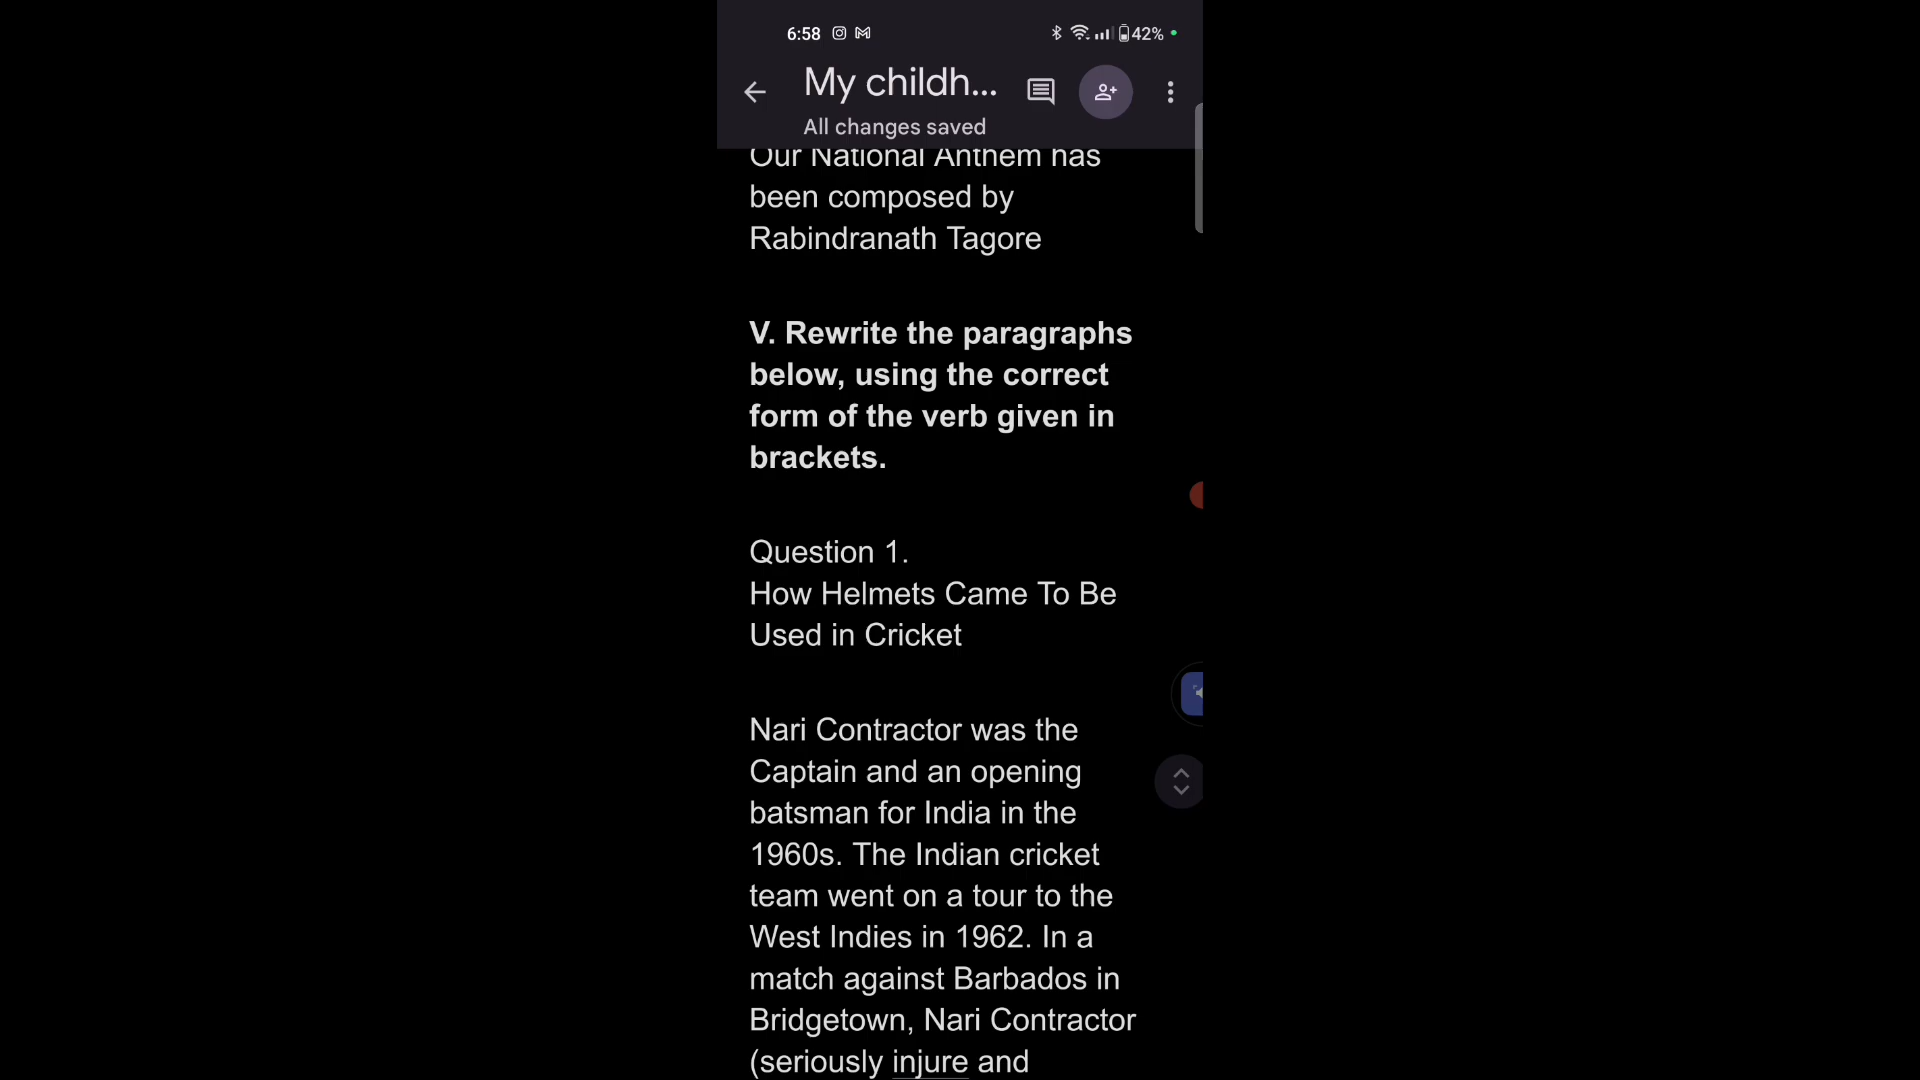 6:58 42%
My childh...
All changes saved
Our National Anthem has
been composed by
Rabindranath Tagore
V. Rewrite the paragraphs
below, using the correct
form of the verb given in
brackets.
Question 1.
How Helmets Came To Be
Used in Cricket
Nari Contractor was the
Captain and an opening
batsman for India in the
1960s. The Indian cricket
team went on a tour to the
West Indies in 1962. In a
match against Barbados in
Bridgetown, Nari Contractor
(seriously injure and